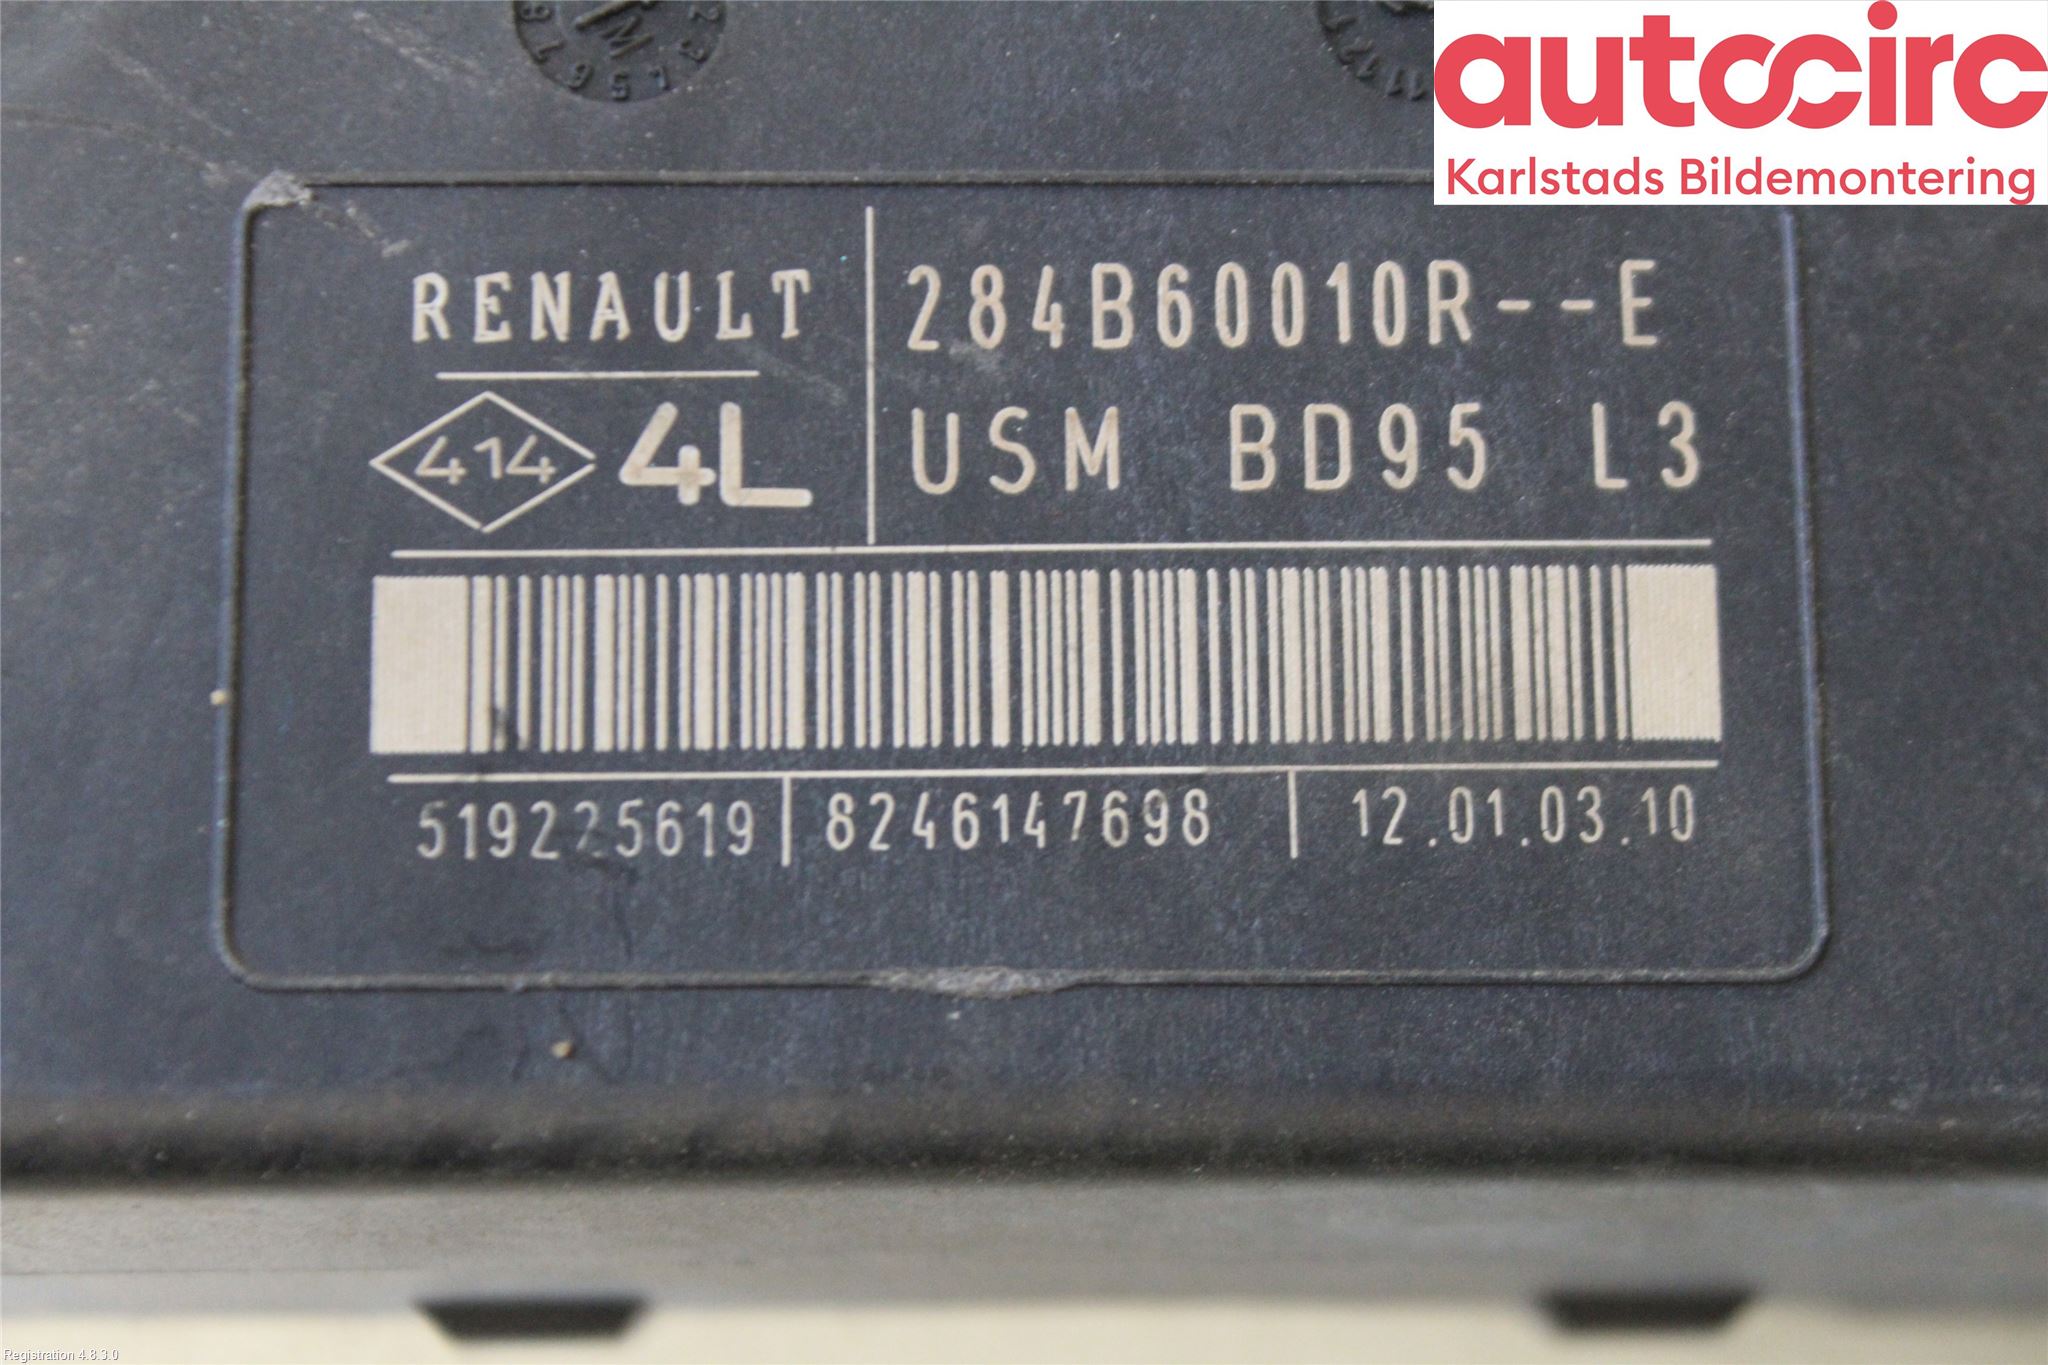 autocirc
Karlstads Bildemontering
RENAULT
284B60010R--E
414 4L
USM BD95 L3
519225619 8246147698 12.01.03.10
Registration 4.8.3.0